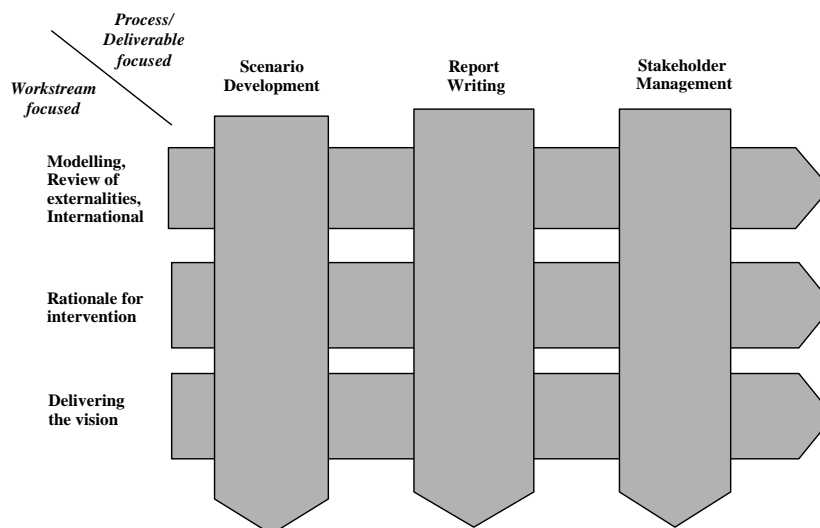 Process/
Deliverable
focused
Workstream
focused
Scenario
Development
Report
Writing
Stakeholder
Management
Modelling,
Review of
externalities,
International
Rationale for
intervention
Delivering
the vision